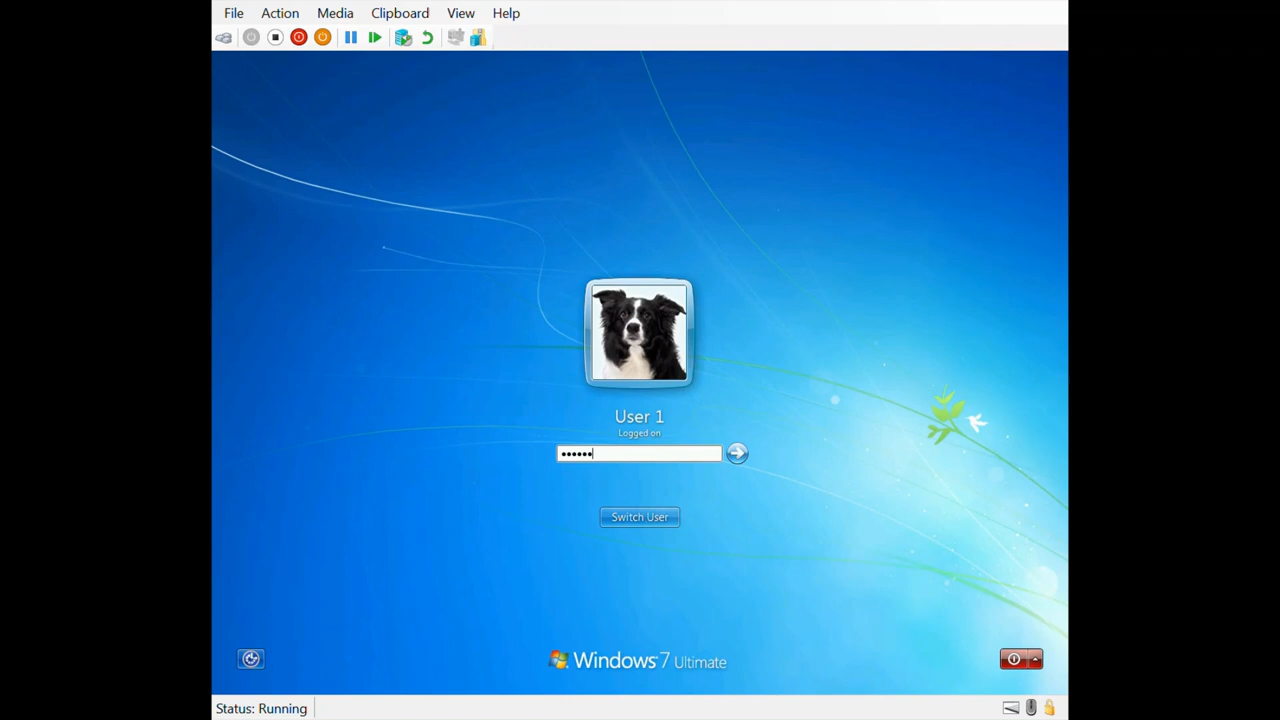 File Action Media Clipboard View Help
User 1
Logged on
••••••
Switch User
Windows 7 Ultimate
Status: Running